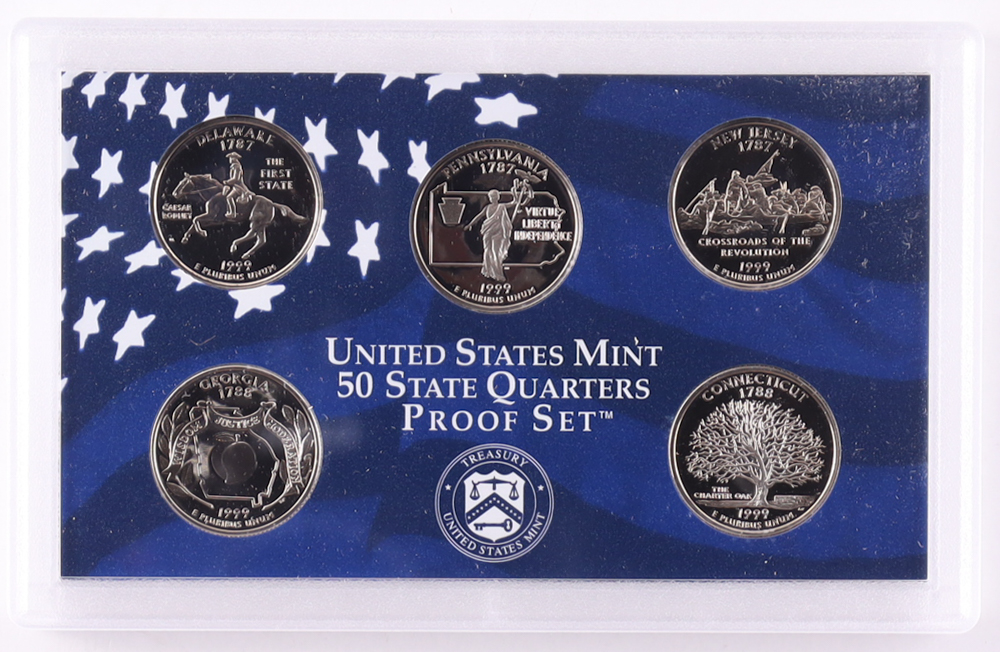 DELAWARE
1787
THE
FIRST
STATE
CAESAR
RODNEY
1999
E PLURIBUS UNUM
PENNSYLVANIA
1787
VIRTUE
LIBERTY
INDEPENDENCE
1999
E PLURIBUS UNUM
NEW JERSEY
1787
CROSSROADS OF THE
REVOLUTION
1999
E PLURIBUS UNUM
UNITED STATES MINT
50 STATE QUARTERS
PROOF SET™
GEORGIA
1788
WISDOM JUSTICE MODERATION
1999
E PLURIBUS UNUM
TREASURY
UNITED STATES MINT
CONNECTICUT
1788
THE
CHARTER OAK
1999
E PLURIBUS UNUM